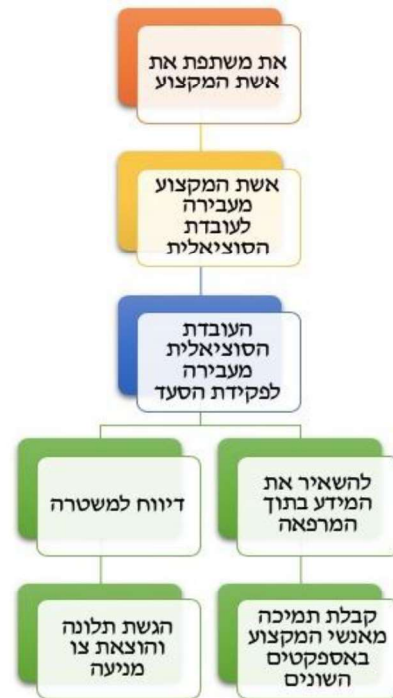 את משתפת את
אשת המקצוע
אשת המקצוע
מעבירה
לעובדת
הסוציאלית
העובדת
הסוציאלית
מעבירה
לפקידת הסעד
להשאיר את
המידע בתוך
המרפאה
דיווח למשטרה
קבלת תמיכה
מאנשי המקצוע
באספקטים
השונים
הגשת תלונה
והוצאת צו
מניעה